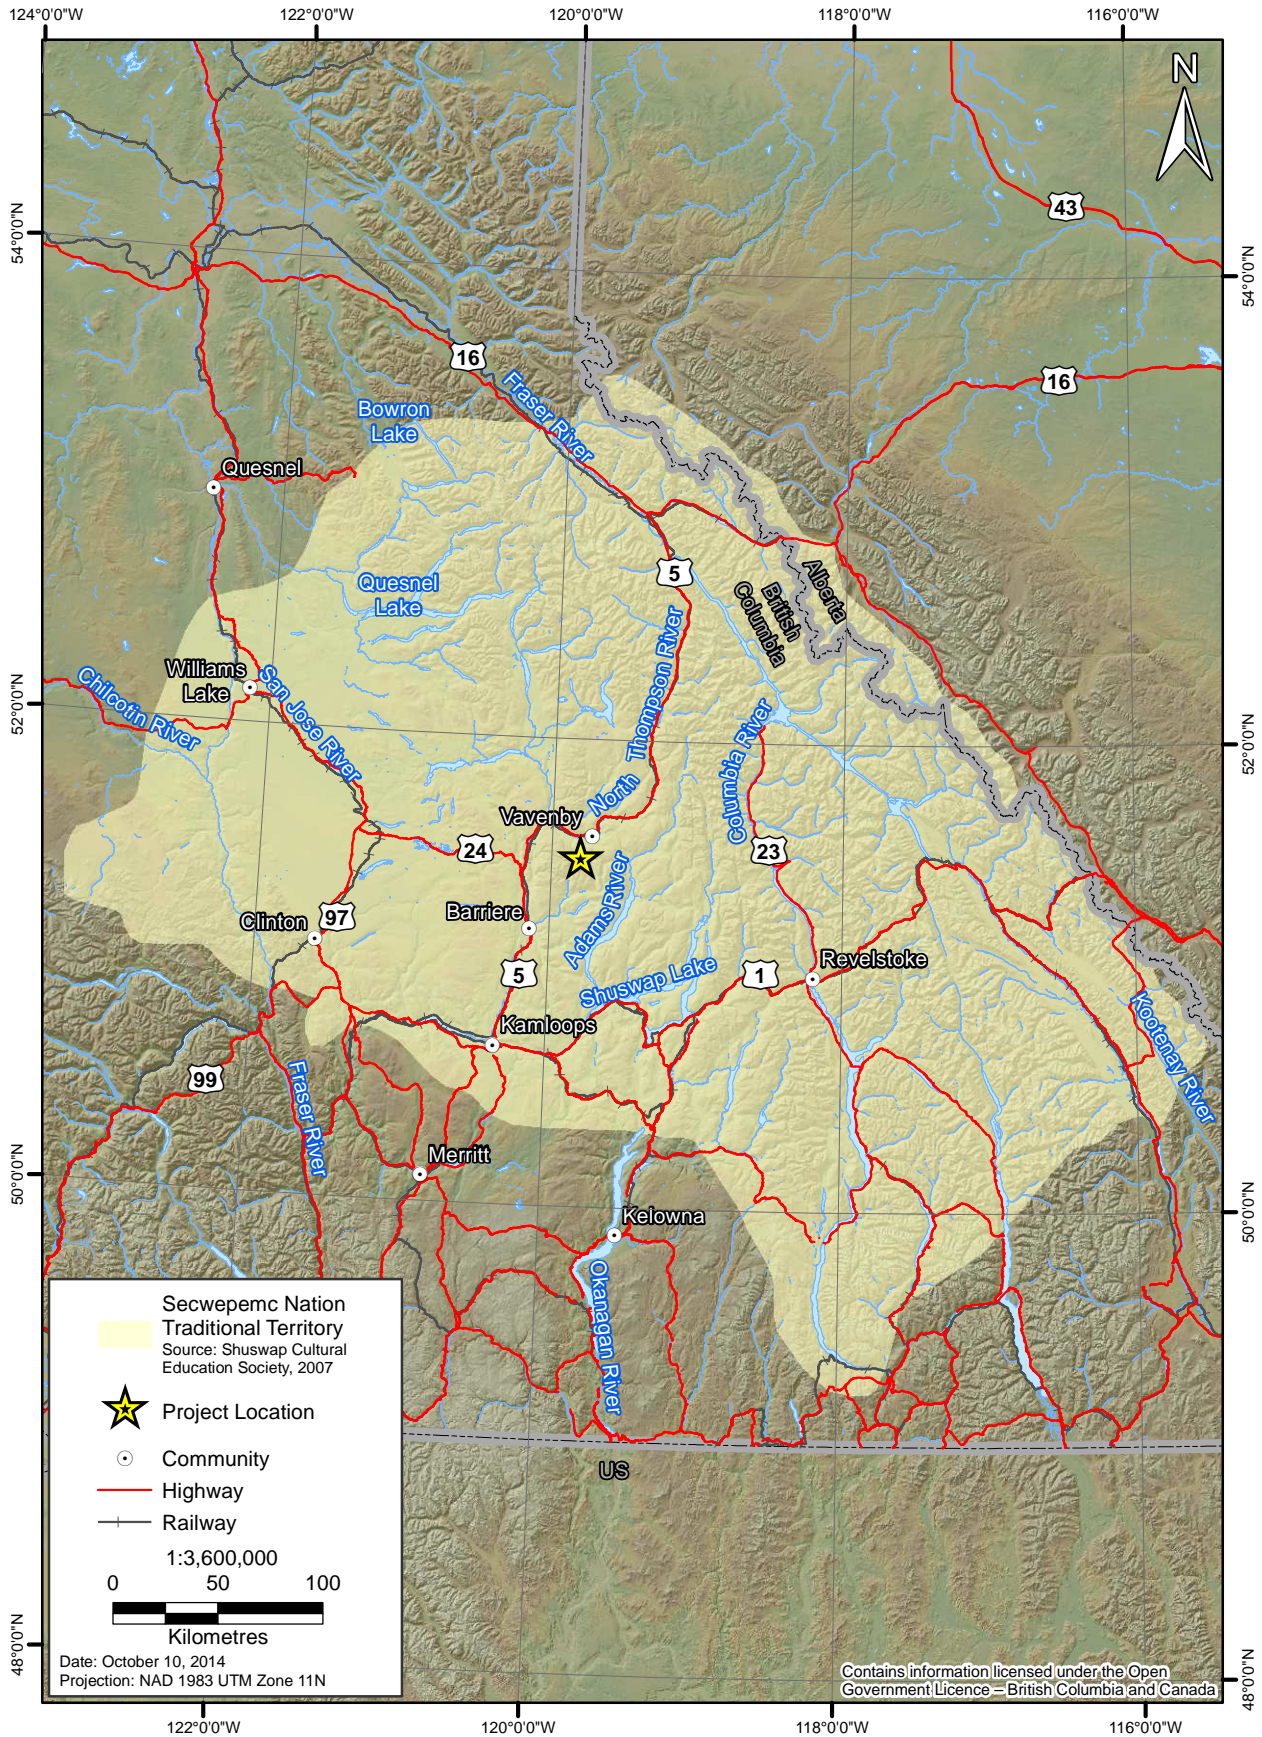 124°0'0"W
122°0'0"W
120°0'0"W
118°0'0"W
116°0'0"W
N
43
54°0'0"N
54°0'0"N
16
16
Fraser River
Bowron
Lake
Quesnel
5
Quesnel
Lake
Alberta
British
Columbia
Williams
Lake
San Jose River
Chilcotin River
52°0'0"N
52°0'0"N
North Thompson River
Columbia River
Vavenby
24
23
Adams River
Barriere
Clinton
97
5
Shuswap Lake
1
Revelstoke
Kamloops
Kootenay River
99
Fraser River
Merritt
50°0'0"N
50°0'0"N
Kelowna
Okanagan River
US
Secwepemc Nation
Traditional Territory
Source: Shuswap Cultural
Education Society, 2007
Project Location
Community
Highway
Railway
1:3,600,000
0 50 100
Kilometres
Date: October 10, 2014
Projection: NAD 1983 UTM Zone 11N
Contains information licensed under the Open
Government Licence – British Columbia and Canada
48°0'0"N
48°0'0"N
122°0'0"W
120°0'0"W
118°0'0"W
116°0'0"W